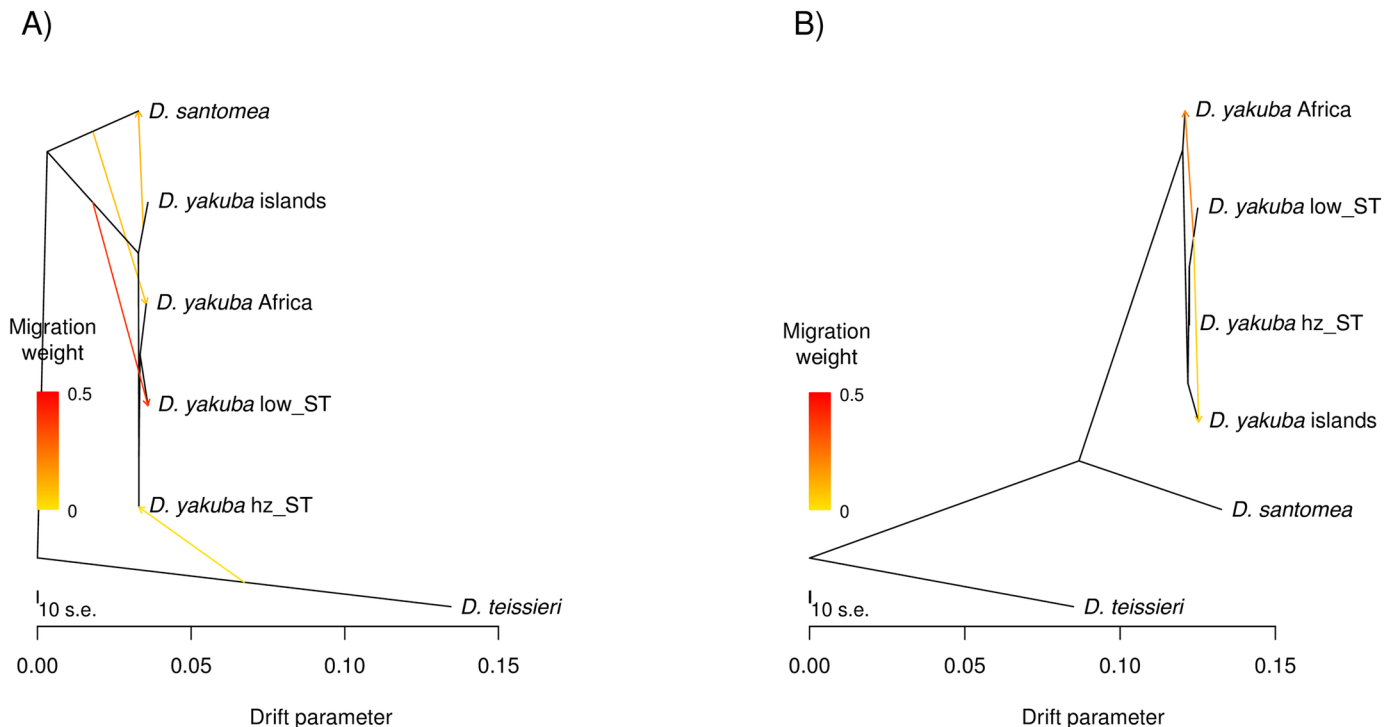 A)
D. santomea
D. yakuba islands
D. yakuba Africa
Migration
weight
0.5
D. yakuba low_ST
0
D. yakuba hz_ST
10 s.e.
D. teissieri
0.00
0.05
0.10
0.15
Drift parameter
B)
D. yakuba Africa
D. yakuba low_ST
D. yakuba hz_ST
Migration
weight
0.5
D. yakuba islands
0
D. santomea
10 s.e.
D. teissieri
0.00
0.05
0.10
0.15
Drift parameter